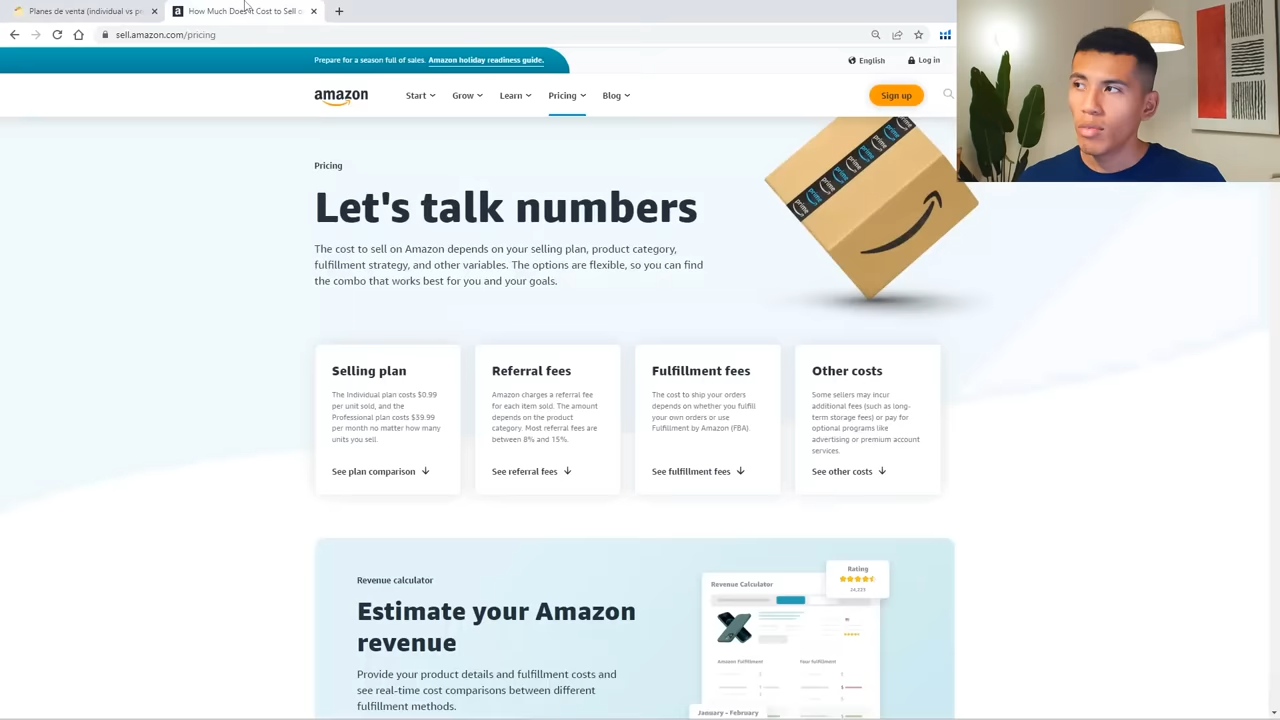 Planes de venta (individual vs pe
How Much Does It Cost to Sell o
sell.amazon.com/pricing
Prepare for a season full of sales. Amazon holiday readiness guide.
English
Log in
amazon
Start
Grow
Learn
Pricing
Blog
Sign up
Pricing
Let's talk numbers
The cost to sell on Amazon depends on your selling plan, product category,
fulfillment strategy, and other variables. The options are flexible, so you can find
the combo that works best for you and your goals.
prime
prime
prime
prime
prime
Selling plan
The Individual plan costs $0.99
per unit sold, and the
Professional plan costs $39.99
per month no matter how many
units you sell.
See plan comparison
Referral fees
Amazon charges a referral fee
for each item sold. The amount
depends on the product
category. Most referral fees are
between 8% and 15%.
See referral fees
Fulfillment fees
The cost to ship your orders
depends on whether you fulfill
your own orders or use
Fulfillment by Amazon (FBA).
See fulfillment fees
Other costs
Some sellers may incur
additional fees (such as long-
term storage fees) or pay for
optional programs like
advertising or premium account
services.
See other costs
Revenue calculator
Estimate your Amazon
revenue
Provide your product details and fulfillment costs and
see real-time cost comparisons between different
fulfillment methods.
Rating
Revenue Calculator
Amazon Fulfillment
Your fulfillment
January - February